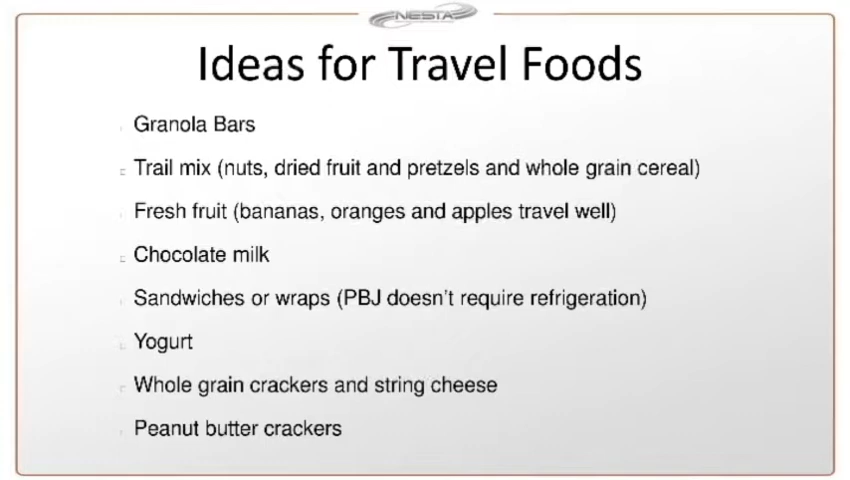 NESTA
Ideas for Travel Foods
Granola Bars
Trail mix (nuts, dried fruit and pretzels and whole grain cereal)
Fresh fruit (bananas, oranges and apples travel well)
Chocolate milk
Sandwiches or wraps (PBJ doesn't require refrigeration)
Yogurt
Whole grain crackers and string cheese
Peanut butter crackers